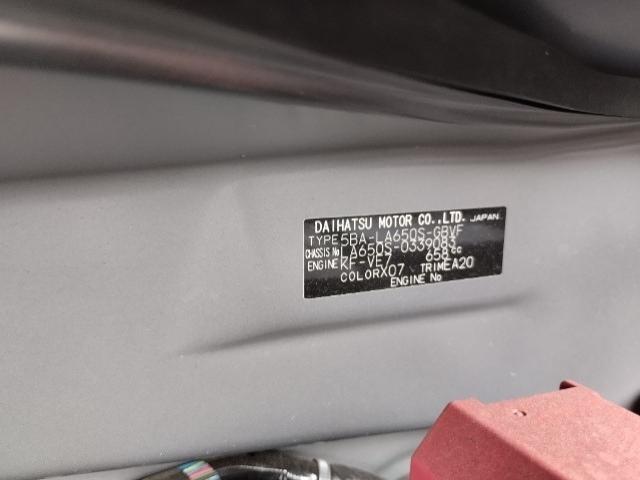 DAIHATSU MOTOR CO.,LTD. JAPAN
TYPE 5BA-LA650S-GBVF
CHASSIS No LA650S-0339083
ENGINE KF-VE7 658cc
COLOR X07 TRIM EA20
ENGINE No